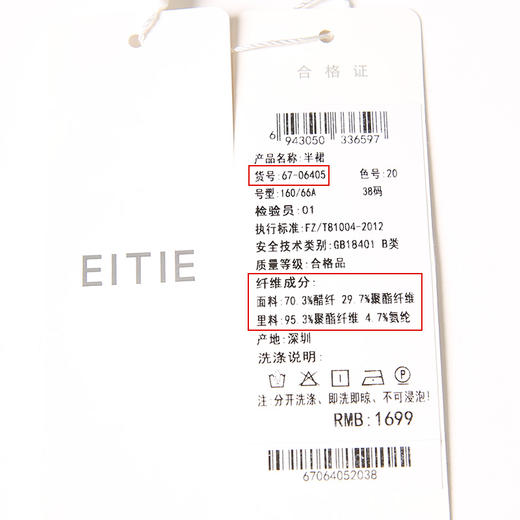 EITIE
合格证
6 943050 336597
产品名称:半裙
货号:67-06405 色号:20
号型:160/66A 38码
检验员:01
执行标准:FZ/T81004-2012
安全技术类别:GB18401 B类
质量等级:合格品
纤维成分:
面料:70.3%醋纤 29.7%聚酯纤维
里料:95.3%聚酯纤维 4.7%氨纶
产地:深圳
洗涤说明:
注:分开洗涤、即洗即晾、不可浸泡!
RMB:1699
67064052038